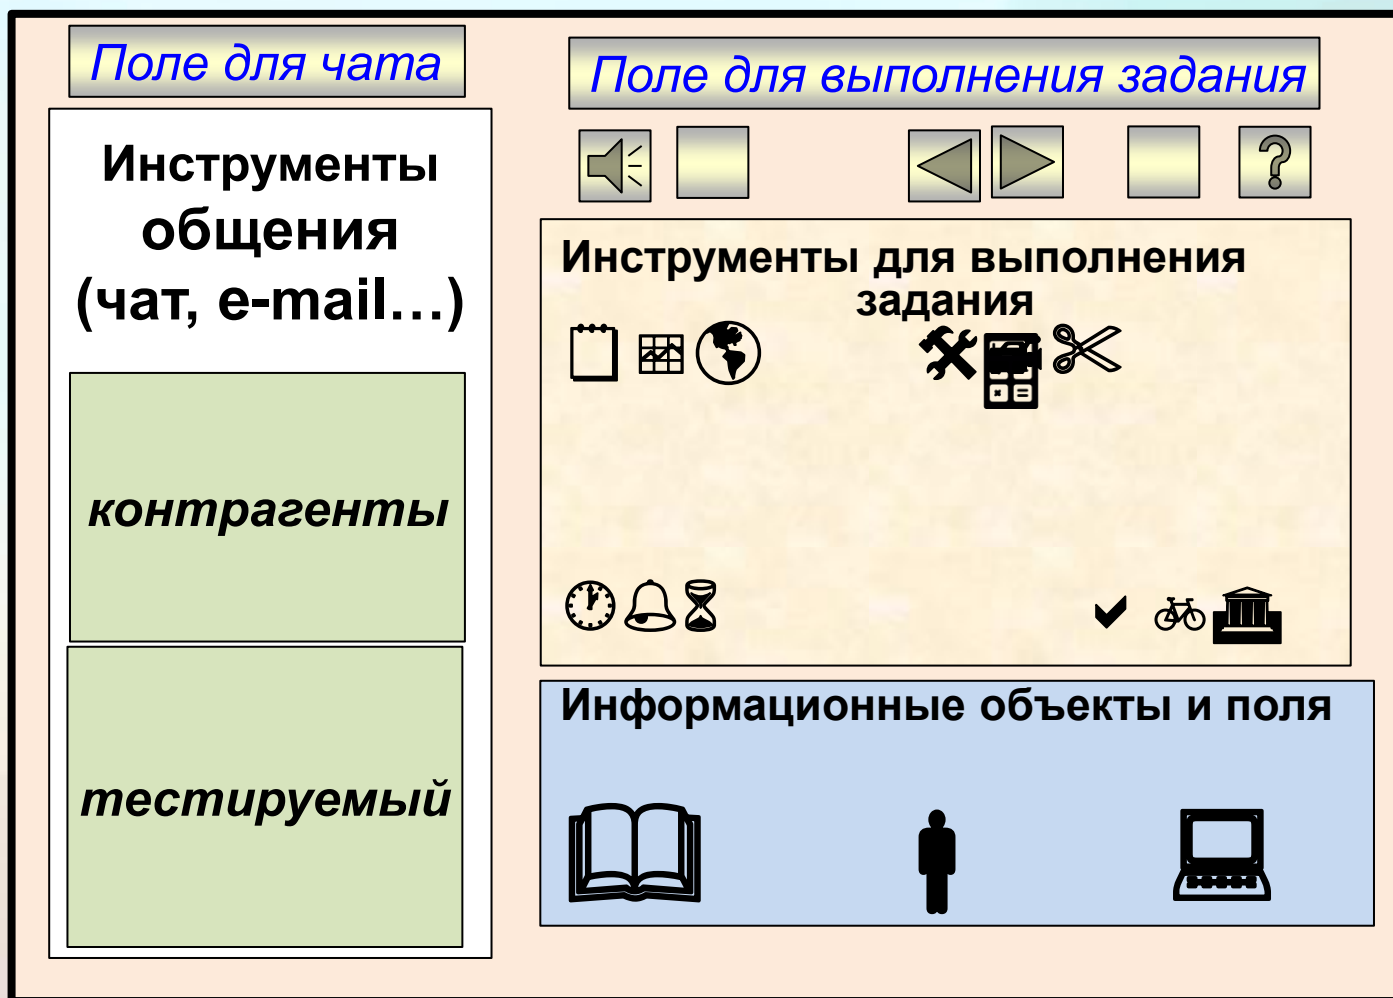 Поле для чата
Инструменты
общения
(чат, e-mail...)
контрагенты
тестируемый
Поле для выполнения задания
Инструменты для выполнения
задания
Информационные объекты и поля